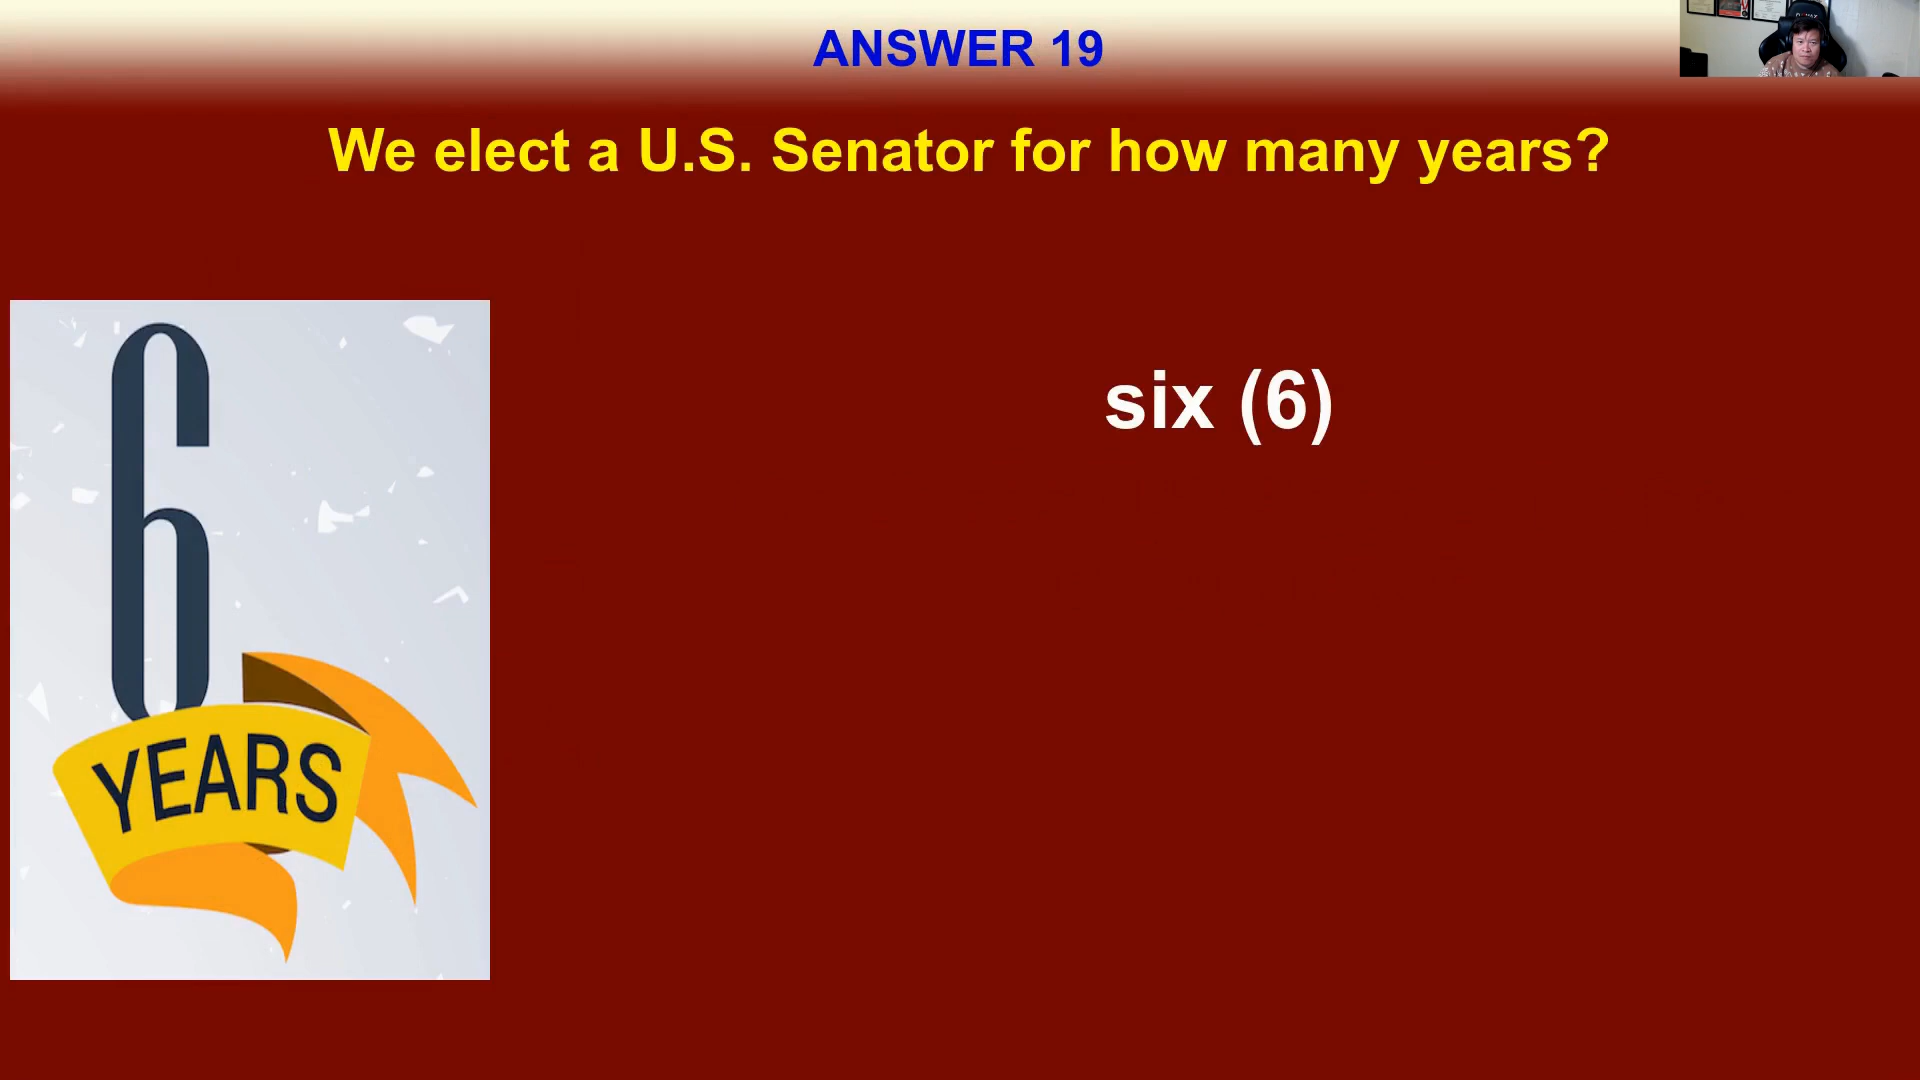 ANSWER 19
We elect a U.S. Senator for how many years?
six (6)
6
YEARS